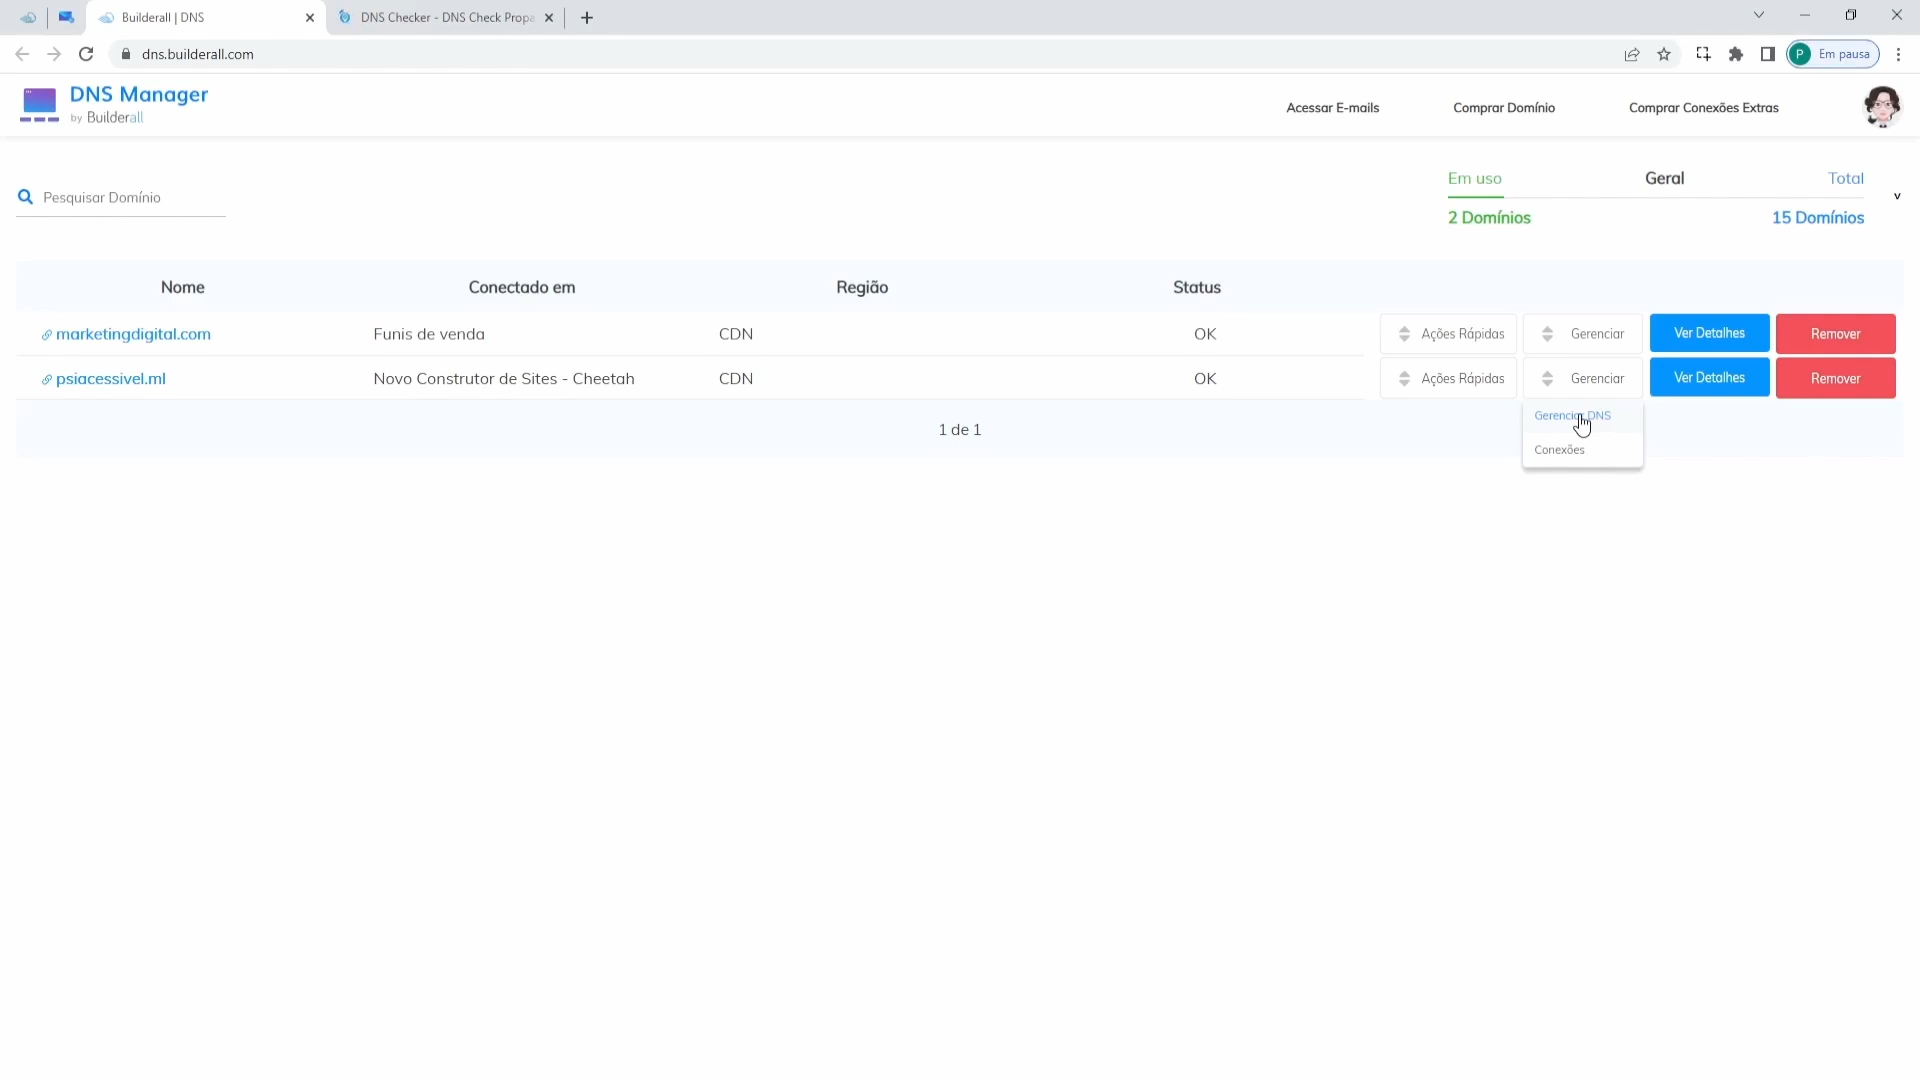 Builderall | DNS
DNS Checker - DNS Check Propa
dns.builderall.com
P
Em pausa
DNS Manager
by Builderall
Acessar E-mails
Comprar Domínio
Comprar Conexões Extras
Pesquisar Domínio
Em uso
Geral
Total
2 Domínios
15 Domínios
Nome
Conectado em
Região
Status
marketingdigital.com
Funis de venda
CDN
OK
Ações Rápidas
Gerenciar
Ver Detalhes
Remover
psiacessivel.ml
Novo Construtor de Sites - Cheetah
CDN
OK
Ações Rápidas
Gerenciar
Ver Detalhes
Remover
Gerenciar DNS
Conexões
1 de 1